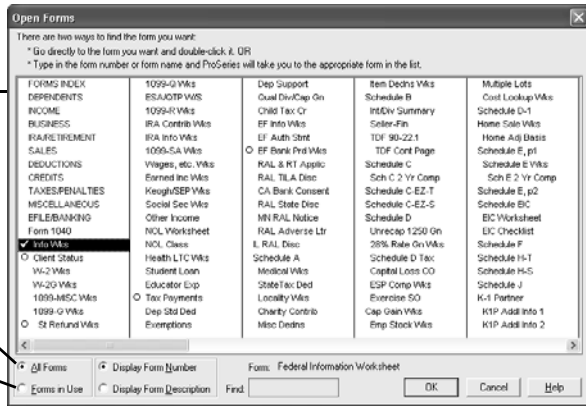 Open Forms
There are two ways to find the form you want:
* Go directly to the form you want and double-click it. OR
* Type in the form number or form name and ProSeries will take you to the appropriate form in the list.
FORMS INDEX
DEPENDENTS
INCOME
BUSINESS
IRA/RETIREMENT
SALES
DEDUCTIONS
CREDITS
TAXES/PENALTIES
MISCELLANEOUS
EFILE/BANKING
Form 1040
Info Wks
Client Status
W-2 Wks
W-2G Wks
1099-MISC Wks
1099-G Wks
St Refund Wks
1099-Q Wks
ESA/QTP W/S
1099-R Wks
IRA Contrib Wks
IRA Info Wks
1099-SA Wks
Wages, etc. Wks
Earned Inc Wks
Keogh/SEP Wks
Social Sec Wks
Other Income
NOL Worksheet
NOL Class
Health LTC Wks
Student Loan
Educator Exp
Tax Payments
Dep Std Ded
Exemptions
Dep Support
Qual Div/Cap Gn
Child Tax Cr
EF Info Wks
EF Auth Stmt
EF Bank Prd Wks
RAL & RT Applic
RAL TILA Disc
CA Bank Consent
RAL State Disc
MN RAL Notice
RAL Adverse Ltr
IL RAL Disc
Schedule A
Medical Wks
StateTax Ded
Locality Wks
Charity Contrib
Misc Dedns
Item Dedns Wks
Schedule B
Int/Div Summary
Seller-Fin
TDF 90-22.1
TDF Cont Page
Schedule C
Sch C 2 Yr Comp
Schedule C-EZ-T
Schedule C-EZ-S
Schedule D
Unrecap 1250 Gn
28% Rate Gn Wks
Schedule D Tax
Capital Loss CO
ESP Comp Wks
Exercise SO
Cap Gain Wks
Emp Stock Wks
Multiple Lots
Cost Lookup Wks
Schedule D-1
Home Sale Wks
Home Adj Basis
Schedule E, p1
Schedule E Wks
Sch E 2 Yr Comp
Schedule E, p2
Schedule EIC
EIC Worksheet
EIC Checklist
Schedule F
Schedule H-T
Schedule H-S
Schedule J
K-1 Partner
K1P Addl Info 1
K1P Addl Info 2
All Forms
Display Form Number
Form: Federal Information Worksheet
Forms in Use
Display Form Description
Find:
OK
Cancel
Help